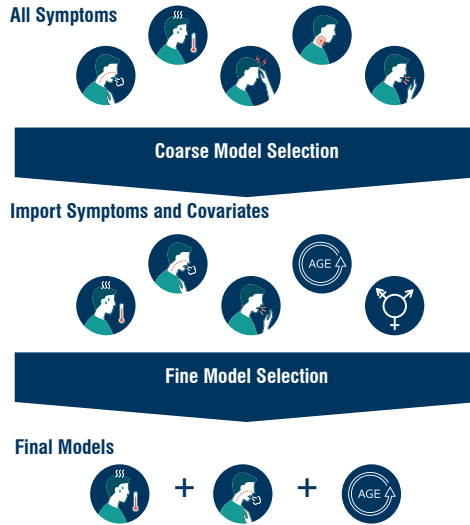 All Symptoms
Coarse Model Selection
Import Symptoms and Covariates
AGE
Fine Model Selection
Final Models
+ +
AGE